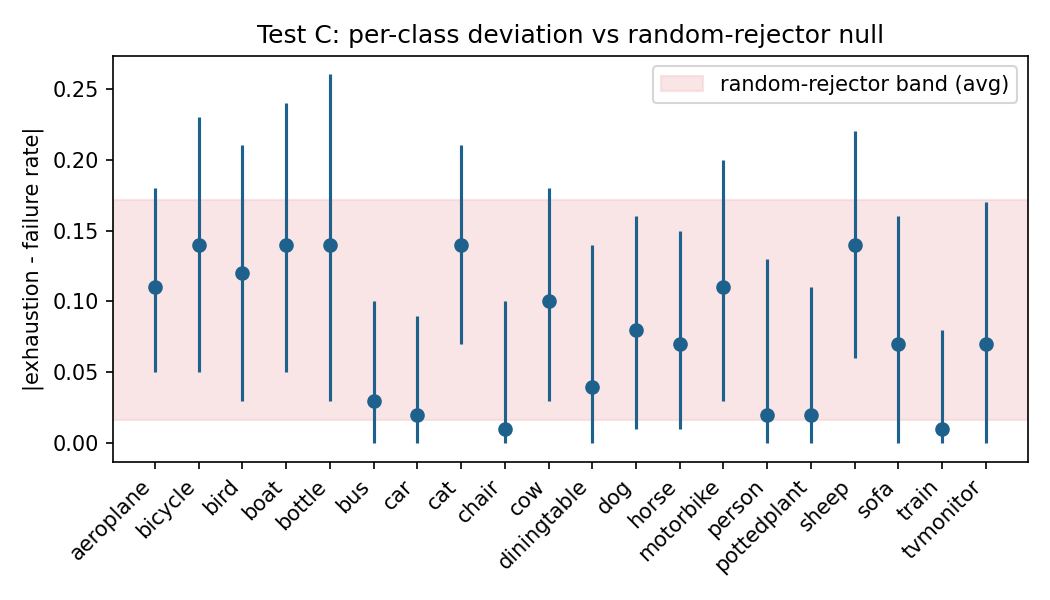 Test C: per-class deviation vs random-rejector null
random-rejector band (avg)
|exhaustion - failure rate|
0.25
0.20
0.15
0.10
0.05
0.00
aeroplane
bicycle
bird
boat
bottle
bus
car
cat
chair
cow
diningtable
dog
horse
motorbike
person
pottedplant
sheep
sofa
train
tvmonitor